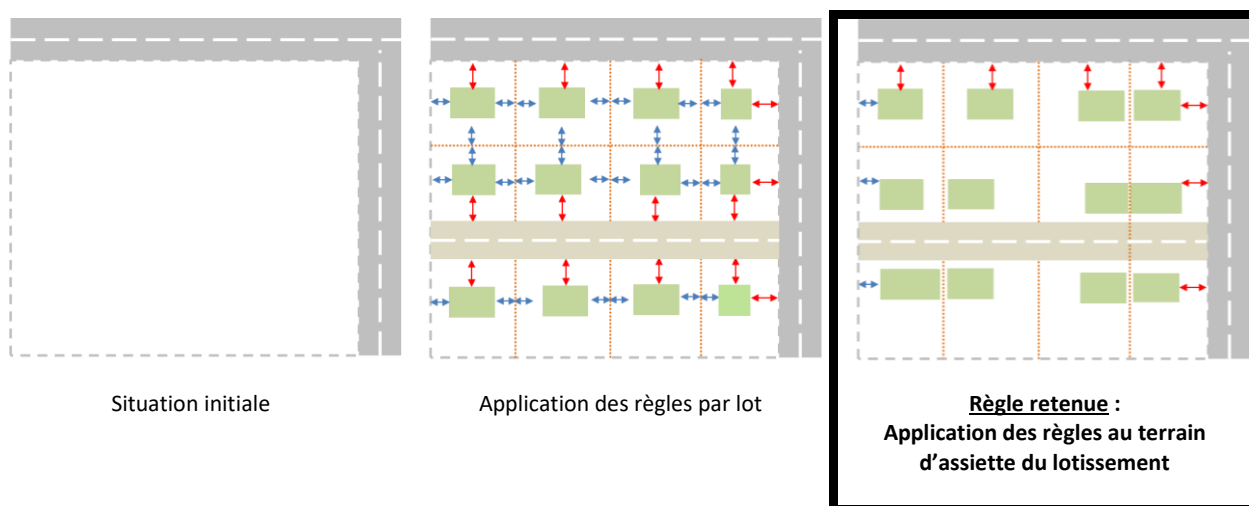 Situation initiale
Application des règles par lot
Règle retenue :
Application des règles au terrain
d’assiette du lotissement